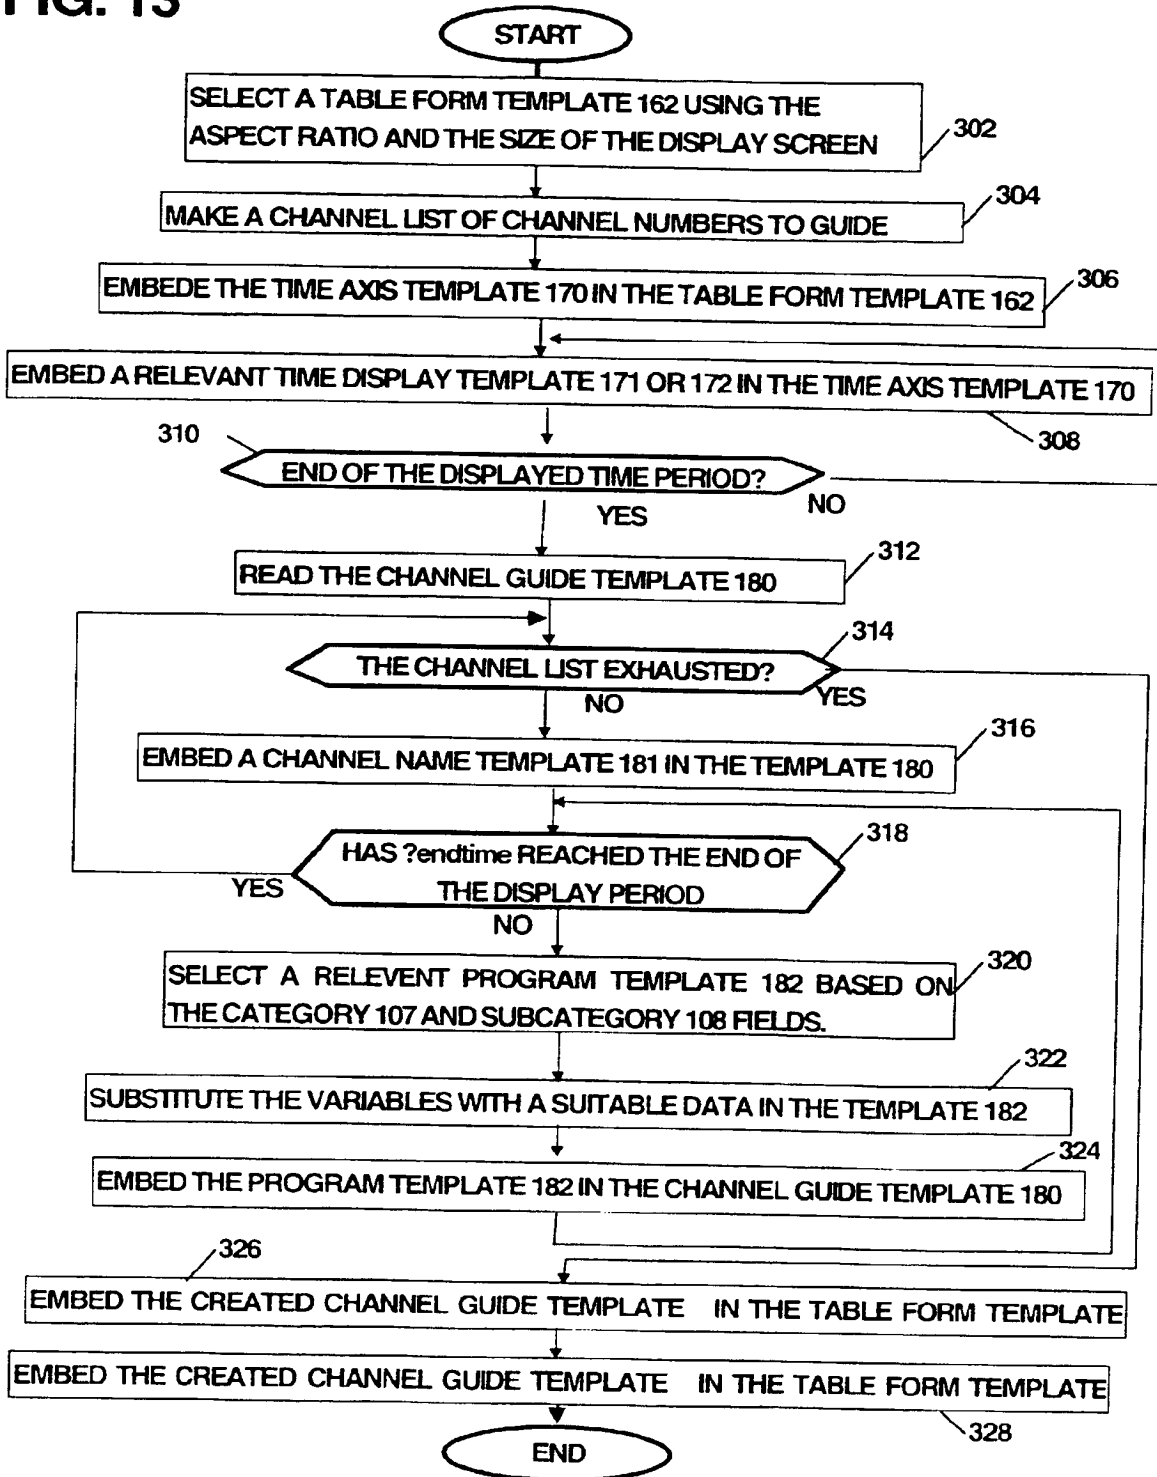 FIG. 13
START
SELECT A TABLE FORM TEMPLATE 162 USING THE
ASPECT RATIO AND THE SIZE OF THE DISPLAY SCREEN
302
304
MAKE A CHANNEL LIST OF CHANNEL NUMBERS TO GUIDE
306
EMBEDE THE TIME AXIS TEMPLATE 170 IN THE TABLE FORM TEMPLATE 162
EMBED A RELEVANT TIME DISPLAY TEMPLATE 171 OR 172 IN THE TIME AXIS TEMPLATE 170
308
310
END OF THE DISPLAYED TIME PERIOD?
NO
YES
312
READ THE CHANNEL GUIDE TEMPLATE 180
314
THE CHANNEL LIST EXHAUSTED?
YES
NO
316
EMBED A CHANNEL NAME TEMPLATE 181 IN THE TEMPLATE 180
318
HAS ?endtime REACHED THE END OF
THE DISPLAY PERIOD
YES
NO
320
SELECT A RELEVENT PROGRAM TEMPLATE 182 BASED ON
THE CATEGORY 107 AND SUBCATEGORY 108 FIELDS.
322
SUBSTITUTE THE VARIABLES WITH A SUITABLE DATA IN THE TEMPLATE 182
324
EMBED THE PROGRAM TEMPLATE 182 IN THE CHANNEL GUIDE TEMPLATE 180
326
EMBED THE CREATED CHANNEL GUIDE TEMPLATE IN THE TABLE FORM TEMPLATE
EMBED THE CREATED CHANNEL GUIDE TEMPLATE IN THE TABLE FORM TEMPLATE
328
END